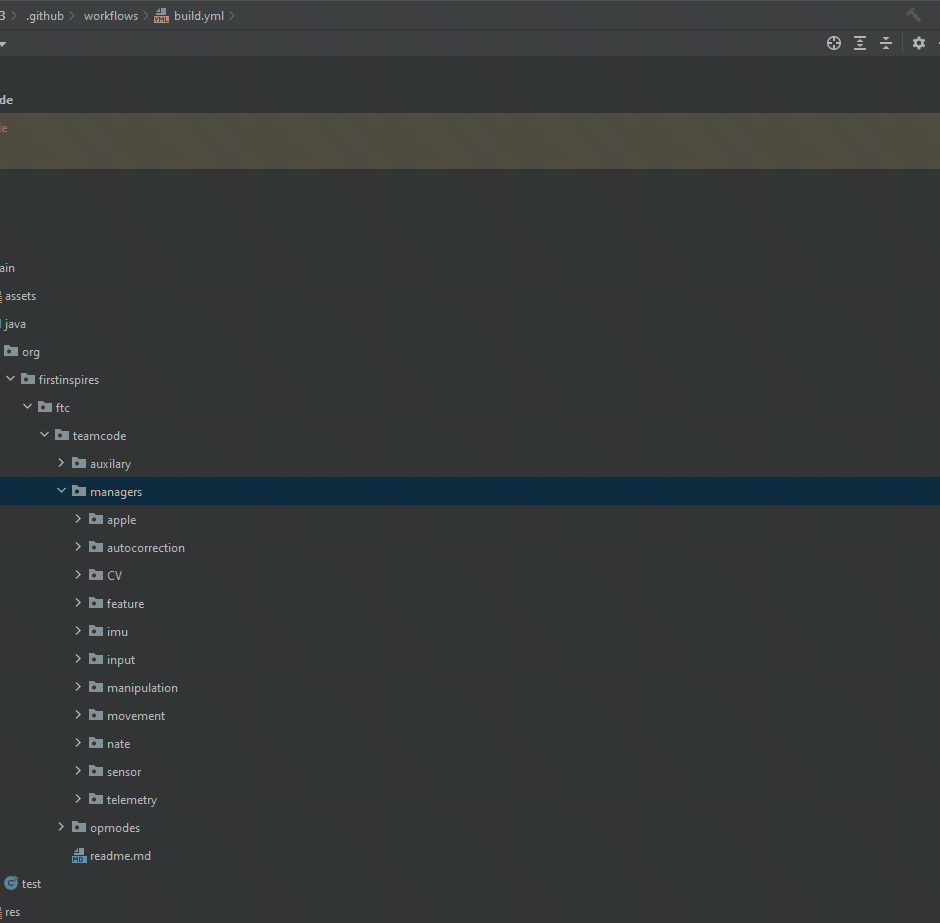 3 .github workflows build.yml
de
le
ain
assets
java
org
firstinspires
ftc
teamcode
auxilary
managers
apple
autocorrection
CV
feature
imu
input
manipulation
movement
nate
sensor
telemetry
opmodes
readme.md
test
res